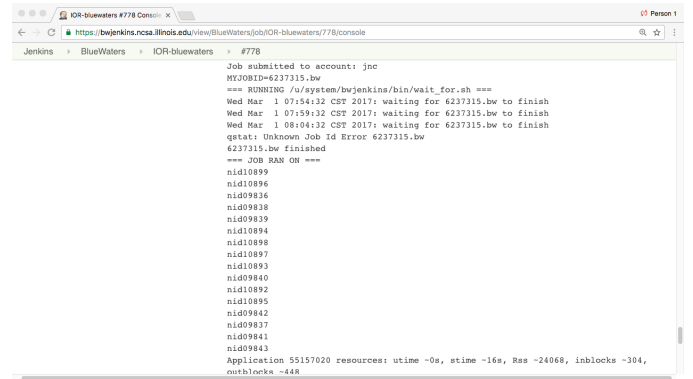 IOR-bluewaters #778 Console
Person 1
https://bwjenkins.ncsa.illinois.edu/view/BlueWaters/job/IOR-bluewaters/778/console
Jenkins BlueWaters IOR-bluewaters #778
Job submitted to account: jnc
MYJOBID=6237315.bw
=== RUNNING /u/system/bwjenkins/bin/wait_for.sh ===
Wed Mar  1 07:54:32 CST 2017: waiting for 6237315.bw to finish
Wed Mar  1 07:59:32 CST 2017: waiting for 6237315.bw to finish
Wed Mar  1 08:04:32 CST 2017: waiting for 6237315.bw to finish
qstat: Unknown Job Id Error 6237315.bw
6237315.bw finished
=== JOB RAN ON ===
nid10899
nid10896
nid09836
nid09838
nid09839
nid10894
nid10898
nid10897
nid10893
nid09840
nid10892
nid10895
nid09842
nid09837
nid09841
nid09843
Application 55157020 resources: utime ~0s, stime ~16s, Rss ~24068, inblocks ~304,
outblocks ~448